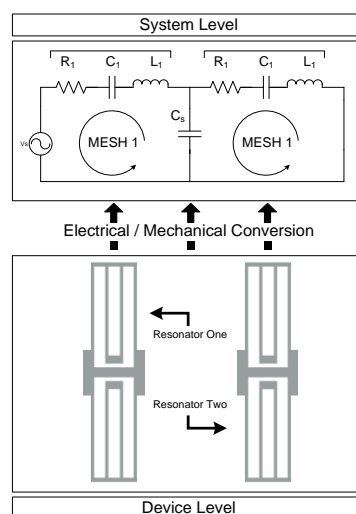 System Level
R1 C1 L1 R1 C1 L1
Cs
Vs
MESH 1 MESH 1
Electrical / Mechanical Conversion
Resonator One
Resonator Two
Device Level